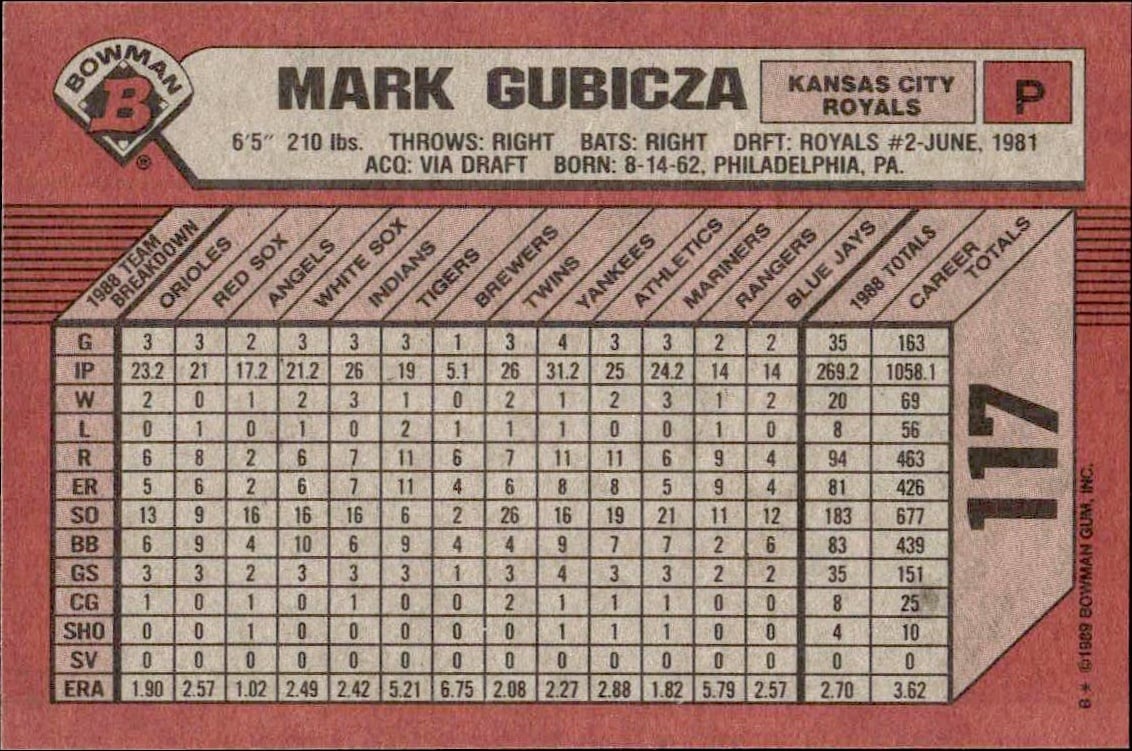 BOWMAN
B
®
MARK GUBICZA
KANSAS CITY
ROYALS
P
6'5" 210 lbs. THROWS: RIGHT BATS: RIGHT DRFT: ROYALS #2-JUNE, 1981
ACQ: VIA DRAFT BORN: 8-14-62, PHILADELPHIA, PA.
1988 TEAM
BREAKDOWN
ORIOLES
RED SOX
ANGELS
WHITE SOX
INDIANS
TIGERS
BREWERS
TWINS
YANKEES
ATHLETICS
MARINERS
RANGERS
BLUE JAYS
1988 TOTALS
CAREER
TOTALS
G 3 3 2 3 3 3 1 3 4 3 3 2 2 35 163
IP 23.2 21 17.2 21.2 26 19 5.1 26 31.2 25 24.2 14 14 269.2 1058.1
W 2 0 1 2 3 1 0 2 1 2 3 1 2 20 69
L 0 1 0 1 0 2 1 1 1 0 0 1 0 8 56
R 6 8 2 6 7 11 6 7 11 11 6 9 4 94 463
ER 5 6 2 6 7 11 4 6 8 8 5 9 4 81 426
SO 13 9 16 16 16 6 2 26 16 19 21 11 12 183 677
BB 6 9 4 10 6 9 4 4 9 7 7 2 6 83 439
GS 3 3 2 3 3 3 1 3 4 3 3 2 2 35 151
CG 1 0 1 0 1 0 0 2 1 1 1 0 0 8 25
SHO 0 0 1 0 0 0 0 0 1 1 1 0 0 4 10
SV 0 0 0 0 0 0 0 0 0 0 0 0 0 0 0
ERA 1.90 2.57 1.02 2.49 2.42 5.21 6.75 2.08 2.27 2.88 1.82 5.79 2.57 2.70 3.62
117
B* ©1989 BOWMAN GUM, INC.